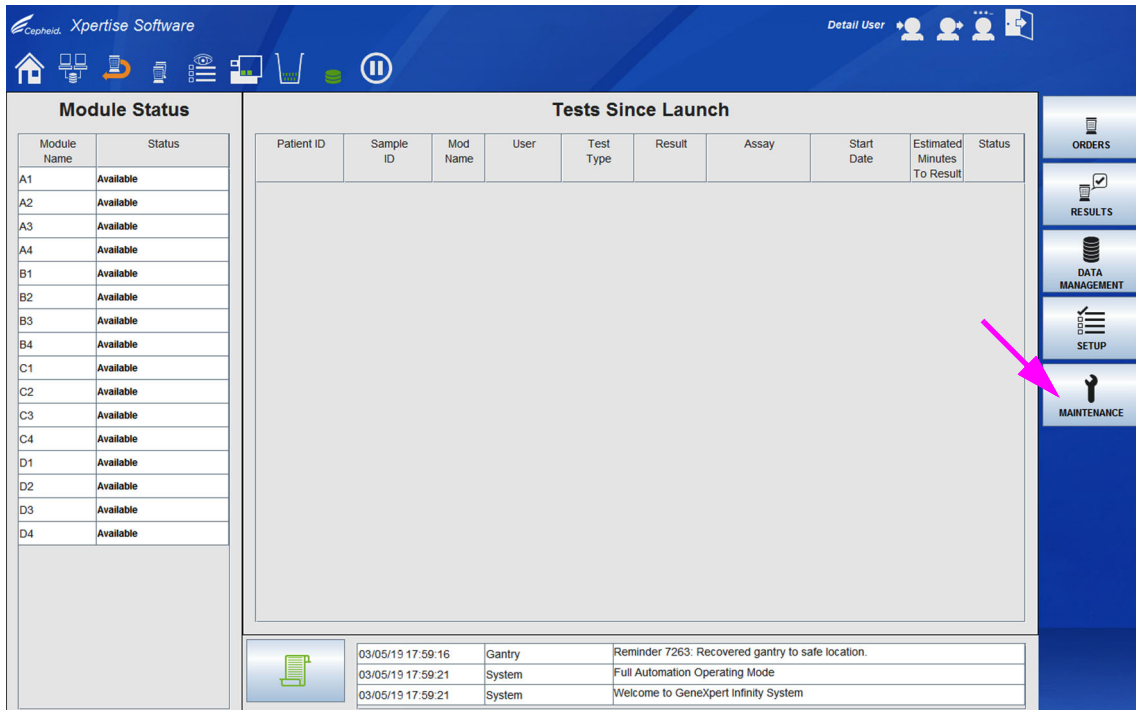 Cepheid. Xpertise Software
Detail User
Module Status
Tests Since Launch
Module Name Status
Patient ID Sample ID Mod Name User Test Type Result Assay Start Date Estimated Minutes To Result Status
A1 Available
A2 Available
A3 Available
A4 Available
B1 Available
B2 Available
B3 Available
B4 Available
C1 Available
C2 Available
C3 Available
C4 Available
D1 Available
D2 Available
D3 Available
D4 Available
ORDERS
RESULTS
DATA
MANAGEMENT
SETUP
MAINTENANCE
03/05/19 17:59:16 Gantry Reminder 7263: Recovered gantry to safe location.
03/05/19 17:59:21 System Full Automation Operating Mode
03/05/19 17:59:21 System Welcome to GeneXpert Infinity System